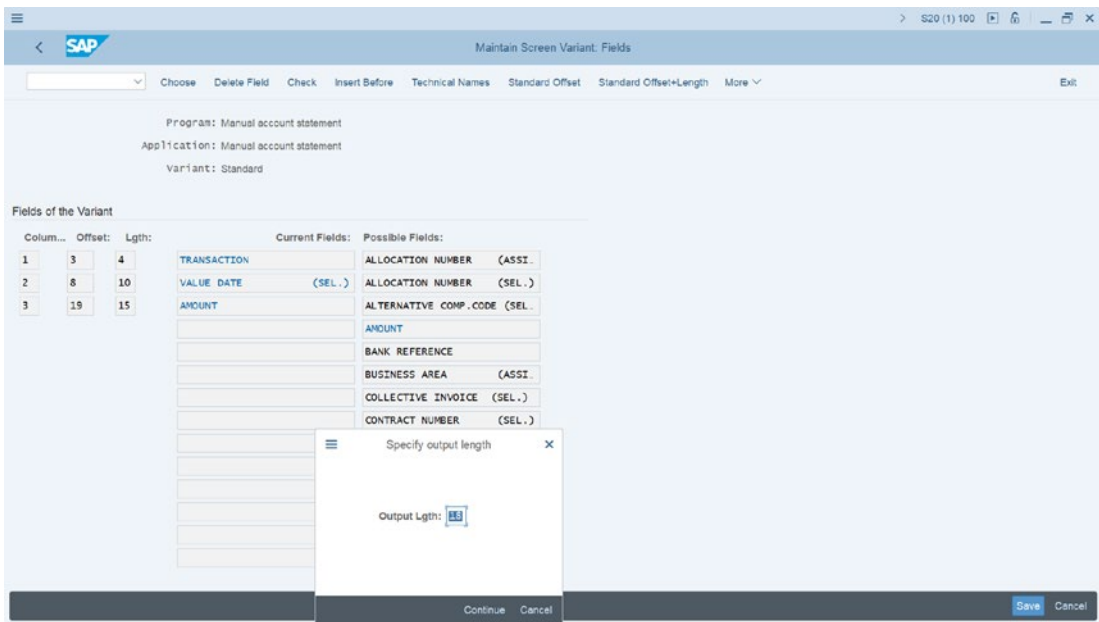 S20 (1) 100
SAP
Maintain Screen Variant: Fields
Choose Delete Field Check Insert Before Technical Names Standard Offset Standard Offset+Length More Exit
Program: Manual account statement
Application: Manual account statement
Variant: Standard
Fields of the Variant
Colum... Offset: Lgth: Current Fields: Possible Fields:
1 3 4 TRANSACTION ALLOCATION NUMBER (ASSI_
2 8 10 VALUE DATE (SEL.) ALLOCATION NUMBER (SEL.)
3 19 15 AMOUNT ALTERNATIVE COMP.CODE (SEL_
AMOUNT
BANK REFERENCE
BUSINESS AREA (ASSI_
COLLECTIVE INVOICE (SEL.)
CONTRACT NUMBER (SEL.)
Specify output length
Output Lgth:
Continue Cancel
Save Cancel